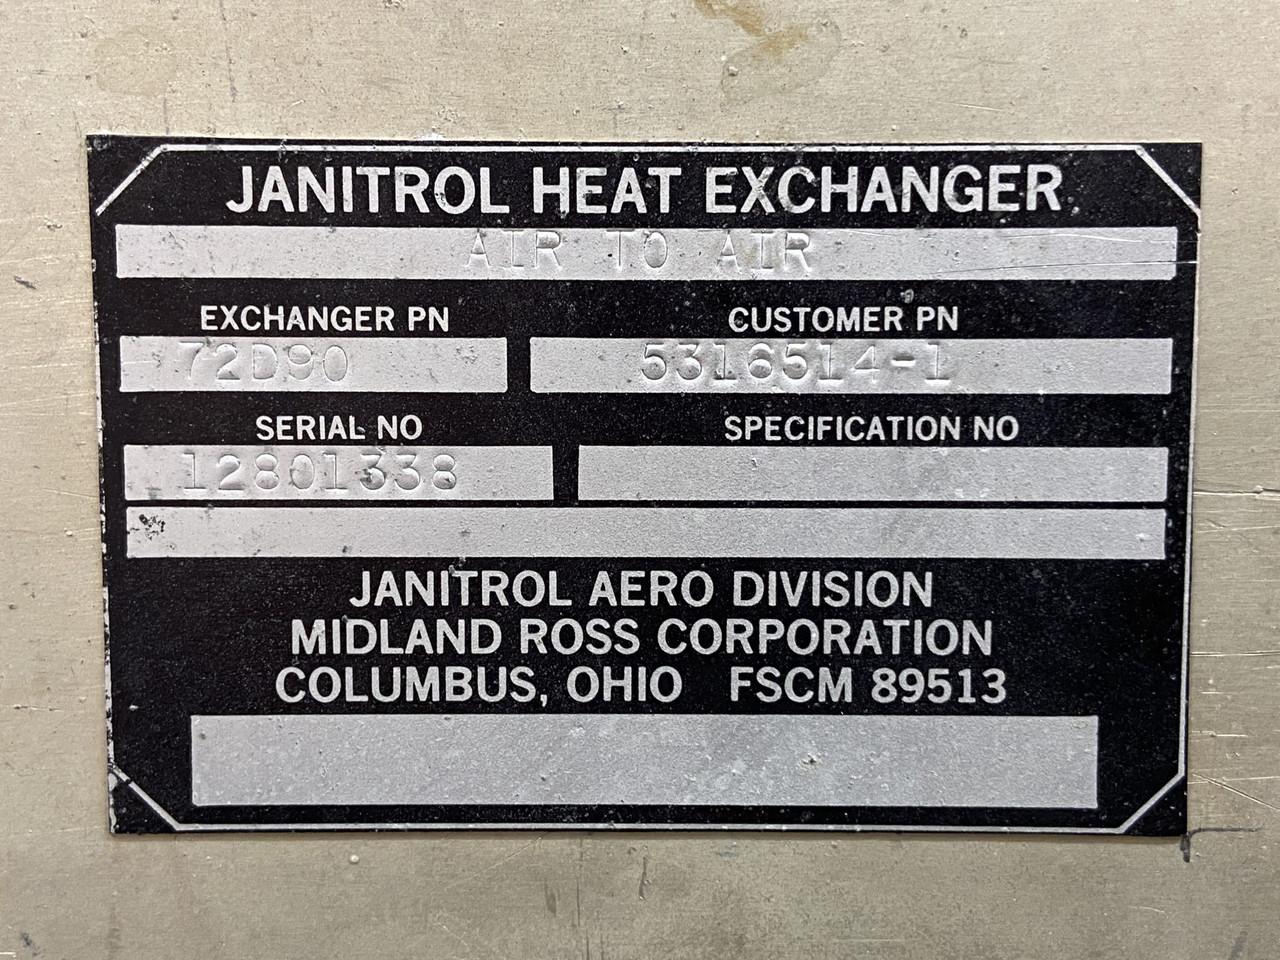 JANITROL HEAT EXCHANGER
AIR TO AIR
EXCHANGER PN CUSTOMER PN
72D90 5316514-1
SERIAL NO SPECIFICATION NO
12801338
JANITROL AERO DIVISION
MIDLAND ROSS CORPORATION
COLUMBUS, OHIO FSCM 89513